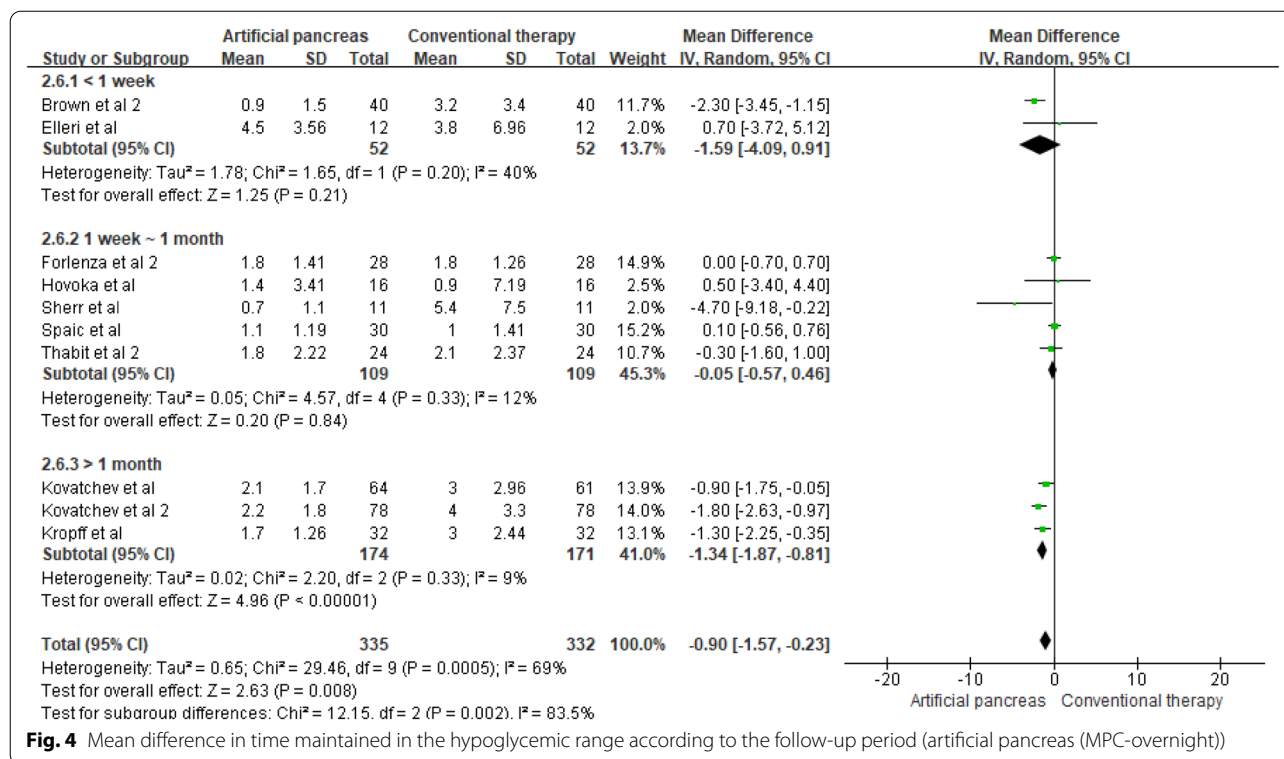 Artificial pancreas Conventional therapy Mean Difference Mean Difference
Study or Subgroup Mean SD Total Mean SD Total Weight IV, Random, 95% CI IV, Random, 95% CI
2.6.1 < 1 week
Brown et al 2 0.9 1.5 40 3.2 3.4 40 11.7% -2.30 [-3.45, -1.15]
Elleri et al 4.5 3.56 12 3.8 6.96 12 2.0% 0.70 [-3.72, 5.12]
Subtotal (95% CI) 52 52 13.7% -1.59 [-4.09, 0.91]
Heterogeneity: Tau² = 1.78; Chi² = 1.65, df = 1 (P = 0.20); I² = 40%
Test for overall effect: Z = 1.25 (P = 0.21)
2.6.2 1 week ~ 1 month
Forlenza et al 2 1.8 1.41 28 1.8 1.26 28 14.9% 0.00 [-0.70, 0.70]
Hovoka et al 1.4 3.41 16 0.9 7.19 16 2.5% 0.50 [-3.40, 4.40]
Sherr et al 0.7 1.1 11 5.4 7.5 11 2.0% -4.70 [-9.18, -0.22]
Spaic et al 1.1 1.19 30 1 1.41 30 15.2% 0.10 [-0.56, 0.76]
Thabit et al 2 1.8 2.22 24 2.1 2.37 24 10.7% -0.30 [-1.60, 1.00]
Subtotal (95% CI) 109 109 45.3% -0.05 [-0.57, 0.46]
Heterogeneity: Tau² = 0.05; Chi² = 4.57, df = 4 (P = 0.33); I² = 12%
Test for overall effect: Z = 0.20 (P = 0.84)
2.6.3 > 1 month
Kovatchev et al 2.1 1.7 64 3 2.96 61 13.9% -0.90 [-1.75, -0.05]
Kovatchev et al 2 2.2 1.8 78 4 3.3 78 14.0% -1.80 [-2.63, -0.97]
Kropff et al 1.7 1.26 32 3 2.44 32 13.1% -1.30 [-2.25, -0.35]
Subtotal (95% CI) 174 171 41.0% -1.34 [-1.87, -0.81]
Heterogeneity: Tau² = 0.02; Chi² = 2.20, df = 2 (P = 0.33); I² = 9%
Test for overall effect: Z = 4.96 (P < 0.00001)
Total (95% CI) 335 332 100.0% -0.90 [-1.57, -0.23]
Heterogeneity: Tau² = 0.65; Chi² = 29.46, df = 9 (P = 0.0005); I² = 69%
Test for overall effect: Z = 2.63 (P = 0.008)
Test for subgroup differences: Chi² = 12.15, df = 2 (P = 0.002), I² = 83.5%
-20 -10 0 10 20
Artificial pancreas Conventional therapy
Fig. 4 Mean difference in time maintained in the hypoglycemic range according to the follow-up period (artificial pancreas (MPC-overnight))